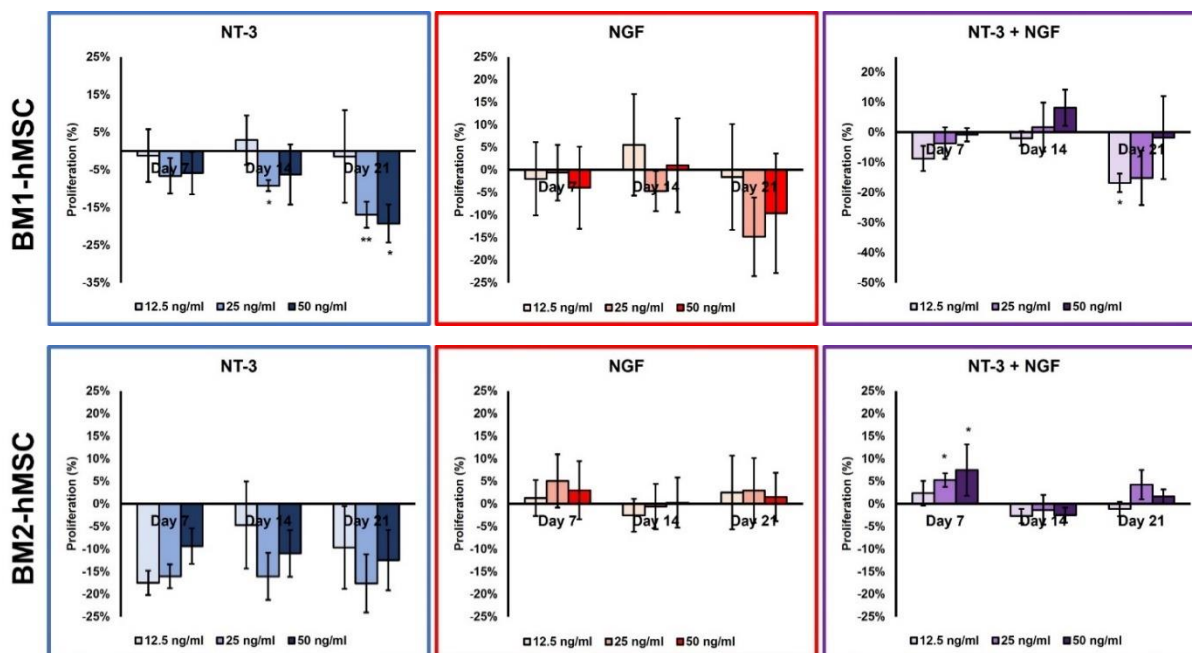 BM1-hMSC
NT-3
Proliferation (%)
25%
15%
5%
-5%
-15%
-25%
-35%
Day 7
Day 14
Day 21
*
**
*
12.5 ng/ml 25 ng/ml 50 ng/ml
NGF
Proliferation (%)
25%
20%
15%
10%
5%
0%
-5%
-10%
-15%
-20%
-25%
Day 7
Day 14
Day 21
12.5 ng/ml 25 ng/ml 50 ng/ml
NT-3 + NGF
Proliferation (%)
20%
10%
0%
-10%
-20%
-30%
-40%
-50%
Day 7
Day 14
Day 21
*
12.5 ng/ml 25 ng/ml 50 ng/ml
BM2-hMSC
NT-3
Proliferation (%)
25%
20%
15%
10%
5%
0%
-5%
-10%
-15%
-20%
-25%
Day 7
Day 14
Day 21
12.5 ng/ml 25 ng/ml 50 ng/ml
NGF
Proliferation (%)
25%
20%
15%
10%
5%
0%
-5%
-10%
-15%
-20%
-25%
Day 7
Day 14
Day 21
12.5 ng/ml 25 ng/ml 50 ng/ml
NT-3 + NGF
Proliferation (%)
25%
20%
15%
10%
5%
0%
-5%
-10%
-15%
-20%
-25%
*
*
Day 7
Day 14
Day 21
12.5 ng/ml 25 ng/ml 50 ng/ml